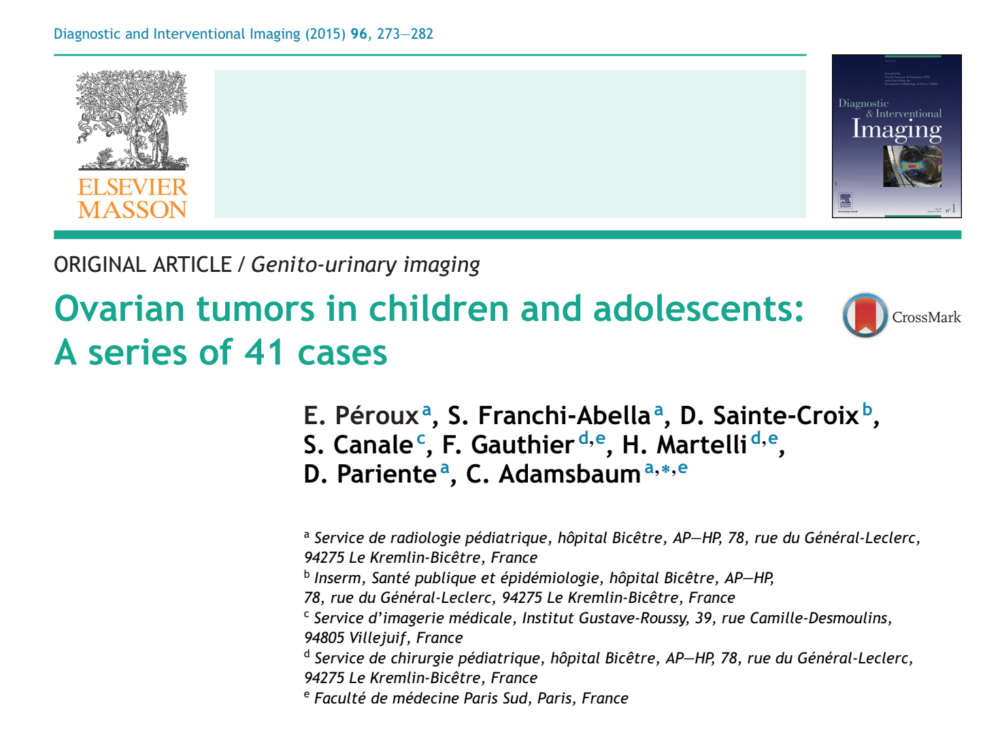 Diagnostic and Interventional Imaging (2015) 96, 273—282
NON SOLUS
ELSEVIER
MASSON
Diagnostic
& Interventional
Imaging
n° 1
ORIGINAL ARTICLE / Genito-urinary imaging
Ovarian tumors in children and adolescents:
A series of 41 cases
CrossMark
E. Péroux a, S. Franchi-Abella a, D. Sainte-Croix b,
S. Canale c, F. Gauthier d,e, H. Martelli d,e,
D. Pariente a, C. Adamsbaum a,*,e
a Service de radiologie pédiatrique, hôpital Bicêtre, AP—HP, 78, rue du Général-Leclerc,
94275 Le Kremlin-Bicêtre, France
b Inserm, Santé publique et épidémiologie, hôpital Bicêtre, AP—HP,
78, rue du Général-Leclerc, 94275 Le Kremlin-Bicêtre, France
c Service d’imagerie médicale, Institut Gustave-Roussy, 39, rue Camille-Desmoulins,
94805 Villejuif, France
d Service de chirurgie pédiatrique, hôpital Bicêtre, AP—HP, 78, rue du Général-Leclerc,
94275 Le Kremlin-Bicêtre, France
e Faculté de médecine Paris Sud, Paris, France